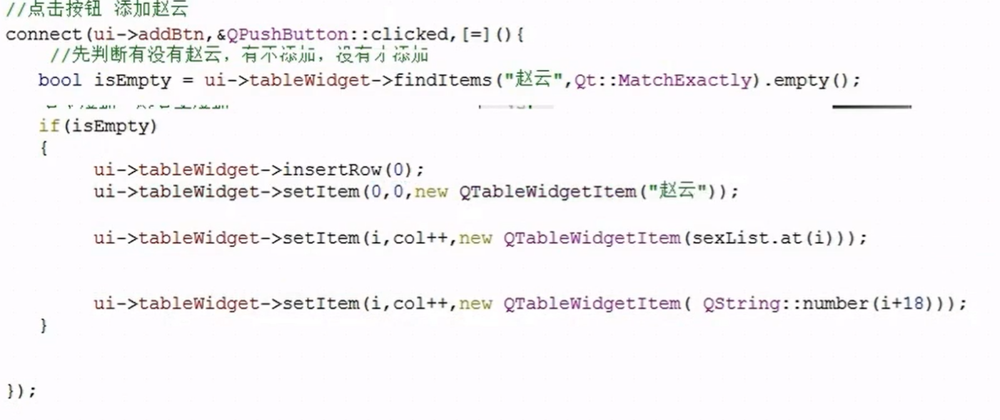 //点击按钮 添加赵云
connect(ui->addBtn,&QPushButton::clicked,[=](){
//先判断有没有赵云，有不添加，没有才添加
bool isEmpty = ui->tableWidget->findItems("赵云",Qt::MatchExactly).empty();
if(isEmpty)
{
ui->tableWidget->insertRow(0);
ui->tableWidget->setItem(0,0,new QTableWidgetItem("赵云"));
ui->tableWidget->setItem(i,col++,new QTableWidgetItem(sexList.at(i)));
ui->tableWidget->setItem(i,col++,new QTableWidgetItem( QString::number(i+18)));
}
});